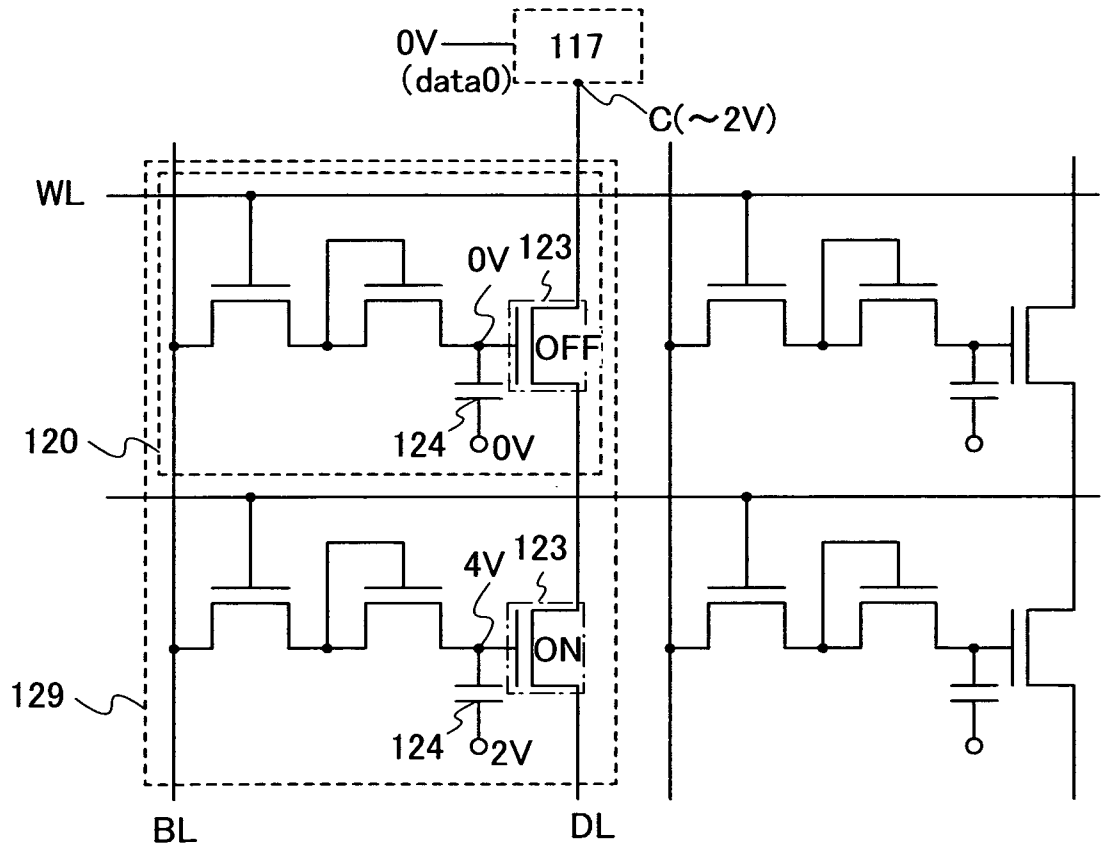 0V
117
(data0)
C(～2V)
WL
123
0V
OFF
124
0V
120
123
4V
ON
129
124
2V
BL
DL